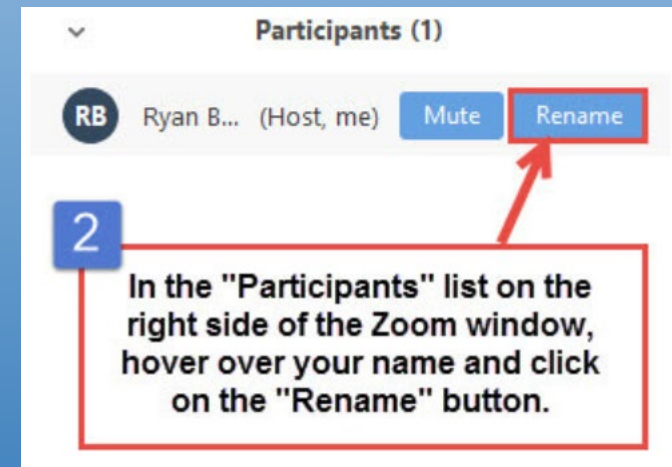 Participants (1)
RB Ryan B... (Host, me) Mute Rename
2
In the "Participants" list on the
right side of the Zoom window,
hover over your name and click
on the "Rename" button.